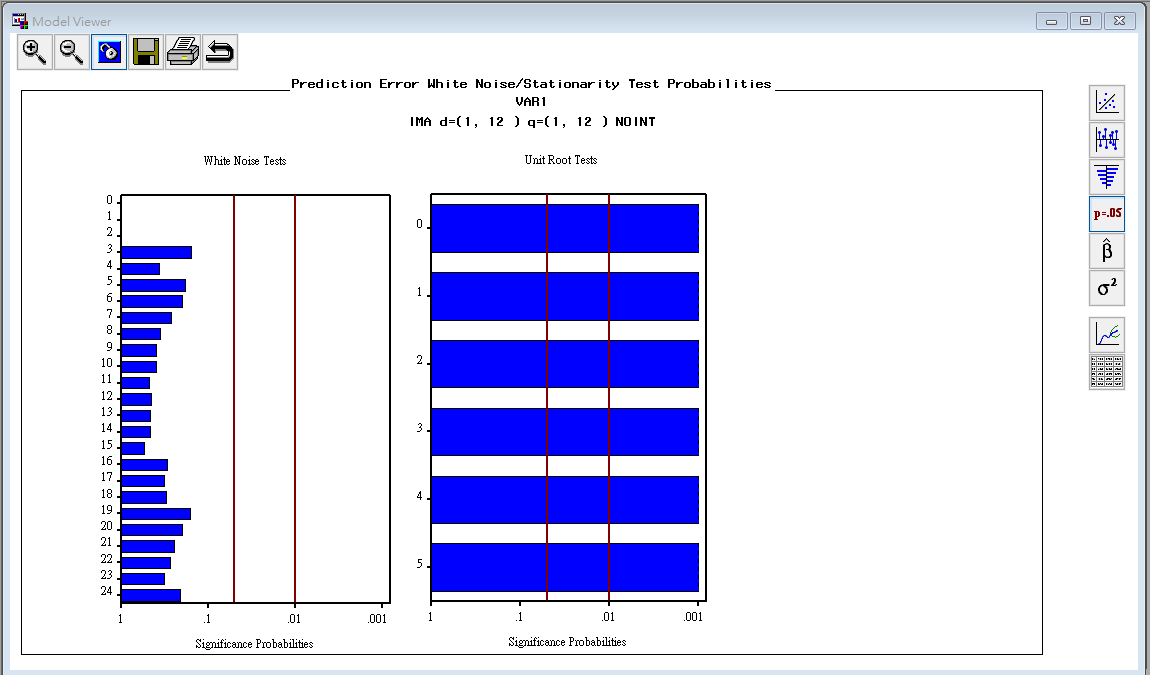 Model Viewer
Prediction Error White Noise/Stationarity Test Probabilities
VAR1
IMA d=(1, 12 ) q=(1, 12 ) NOINT
White Noise Tests
Unit Root Tests
0
1
2
3
4
5
6
7
8
9
10
11
12
13
14
15
16
17
18
19
20
21
22
23
24
1 .1 .01 .001
Significance Probabilities
0
1
2
3
4
5
1 .1 .01 .001
Significance Probabilities
p=.05
β̂
σ²